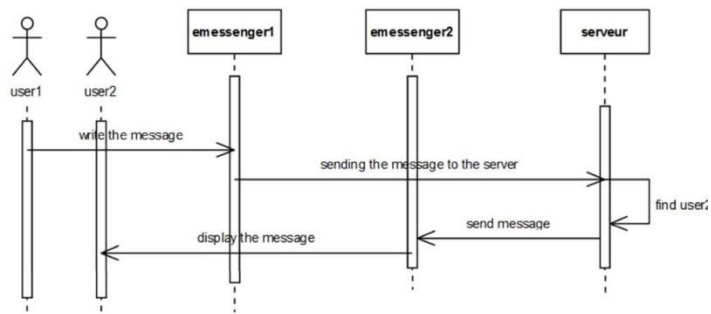 emessenger1
emessenger2
serveur
user1
user2
write the message
sending the message to the server
find user2
send message
display the message